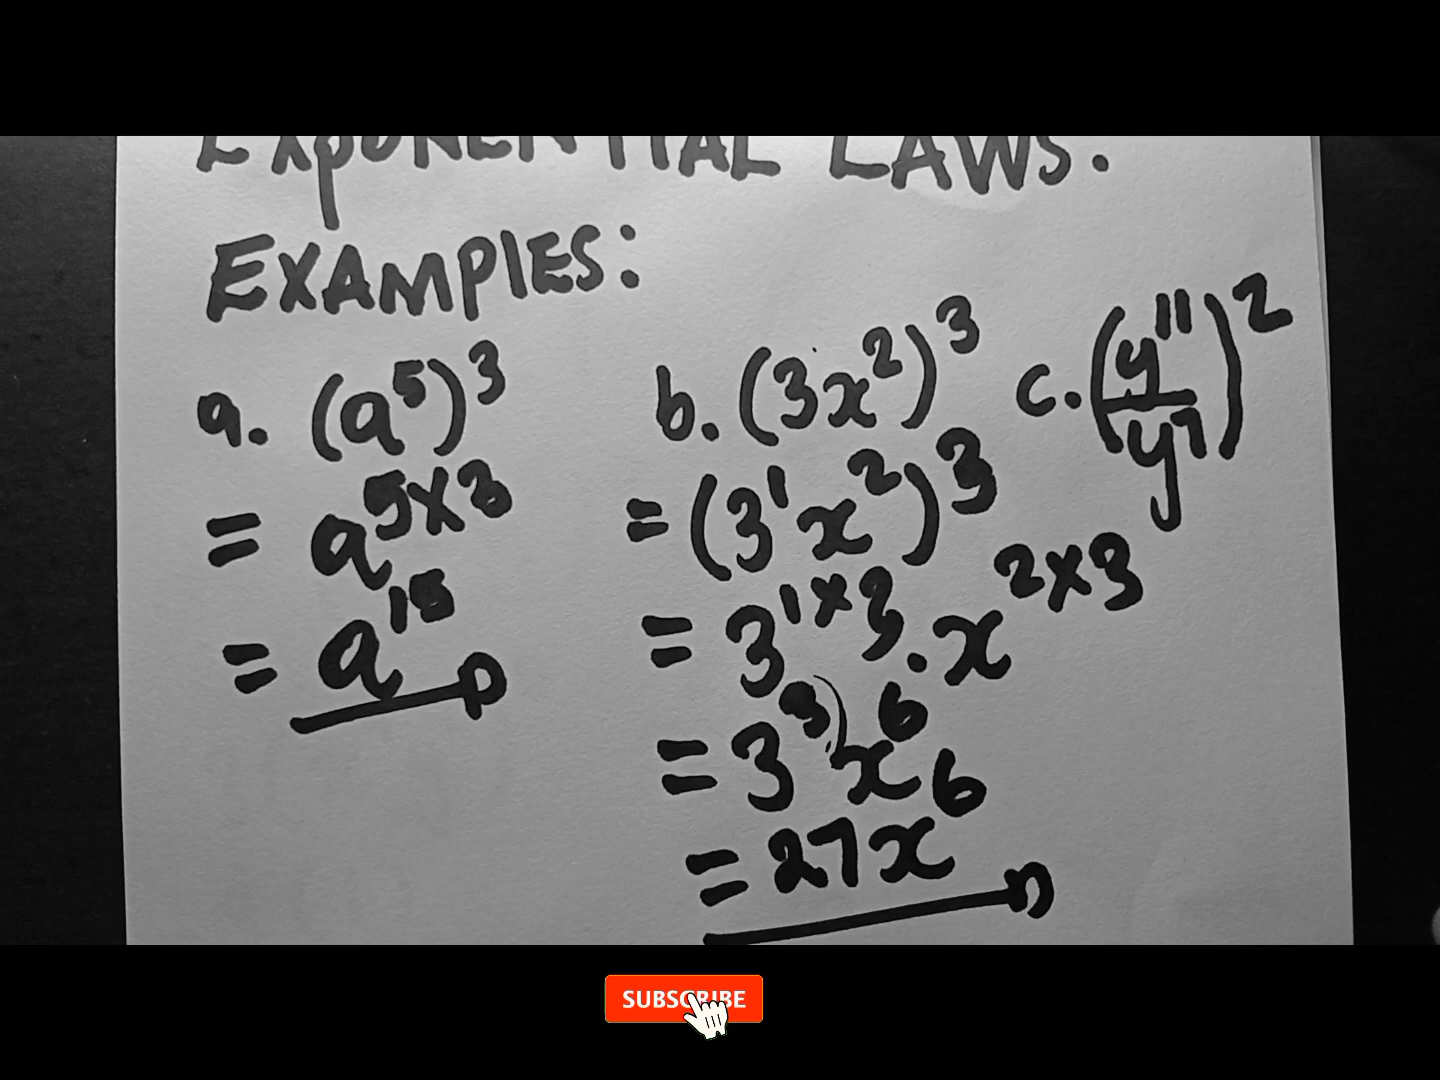 EXPONENTIAL LAWS.
EXAMPLES:
a. (a⁵)³
= a⁵ˣ³
= a¹⁵
b. (3x²)³
= (3¹x²)³
= 3¹ˣ³ . x²ˣ³
= 3³x⁶
= 27x⁶
c. (y¹¹/y⁷)²
SUBSCRIBE